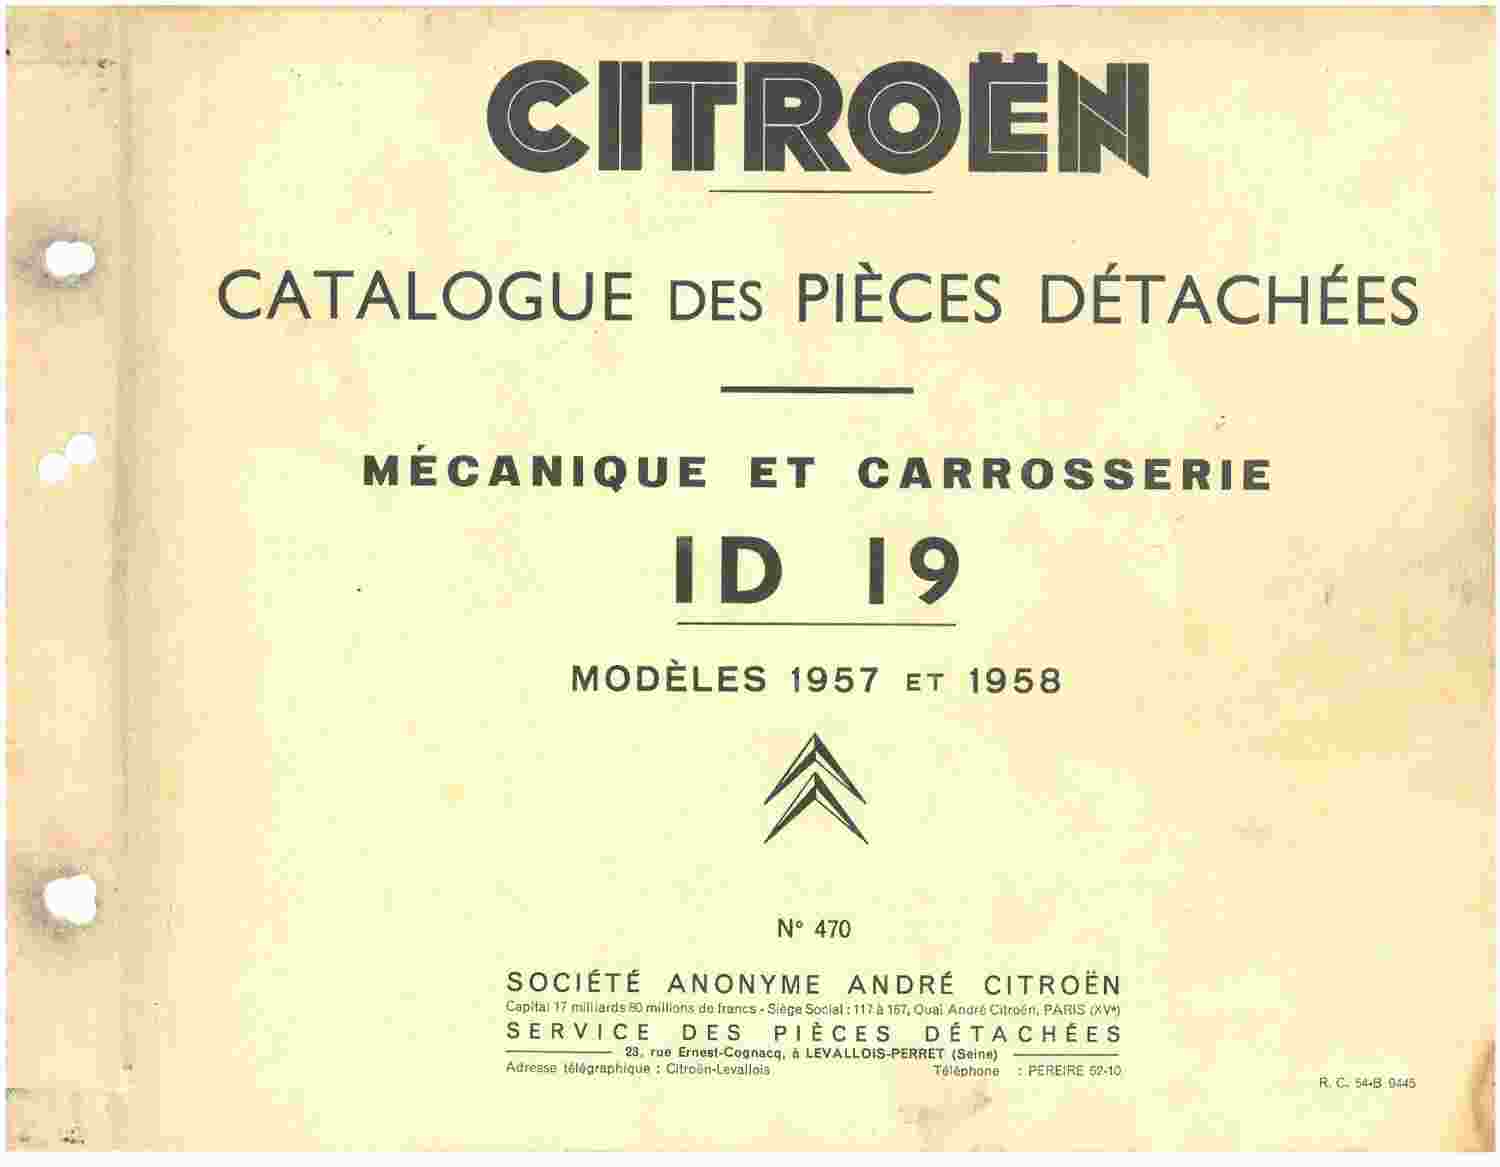 CITROËN
CATALOGUE DES PIÈCES DÉTACHÉES
MÉCANIQUE ET CARROSSERIE
ID 19
MODÈLES 1957 ET 1958
N° 470
SOCIÉTÉ ANONYME ANDRÉ CITROËN
Capital 17 milliards 80 millions de francs - Siège Social : 117 à 167, Quai André Citroën, PARIS (XVe)
SERVICE DES PIÈCES DÉTACHÉES
23, rue Ernest-Cognacq, à LEVALLOIS-PERRET (Seine)
Adresse télégraphique : Citroën-Levallois Téléphone : PEREIRE 52-10
R. C. 54-B 9445